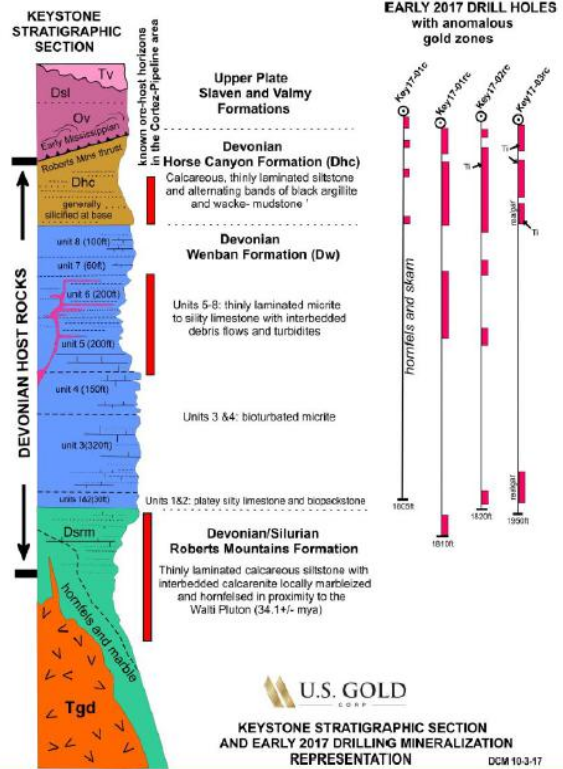 KEYSTONE
STRATIGRAPHIC
SECTION
known ore-host horizons
in the Cortez-Pipeline area
Tv
Dsl
Ov
Early Mississippian
Roberts Mtns thrust
Dhc
generally
silicified at base
unit 8 (100ft)
unit 7 (60ft)
unit 6 (200ft)
unit 5 (200ft)
unit 4 (150ft)
unit 3(320ft)
Dsrm
hornfels and marble
Tgd
DEVONIAN HOST ROCKS
Upper Plate
Slaven and Valmy
Formations
Devonian
Horse Canyon Formation (Dhc)
Calcareous, thinly laminated siltstone
and alternating bands of black argillite
and wacke- mudstone '
Devonian
Wenban Formation (Dw)
Units 5-8: thinly laminated micrite
to sility limestone with interbedded
debris flows and turbidites
Units 3 &4: bioturbated micrite
Units 1&2: platey silty limestone and biopackstone
Devonian/Silurian
Roberts Mountains Formation
Thinly laminated calcareous siltstone with
interbedded calcarenite locally marbleized
and hornfelsed in proximity to the
Walti Pluton (34.1+/- mya)
EARLY 2017 DRILL HOLES
with anomalous
gold zones
Key17-01c
Key17-01rc
Key17-02rc
Key17-03rc
Ti
Ti
realgar
Ti
hornfels and skarn
realgar
1810ft
1820ft
1950ft
U.S. GOLD
CORP
KEYSTONE STRATIGRAPHIC SECTION
AND EARLY 2017 DRILLING MINERALIZATION
REPRESENTATION
DCM 10-3-17